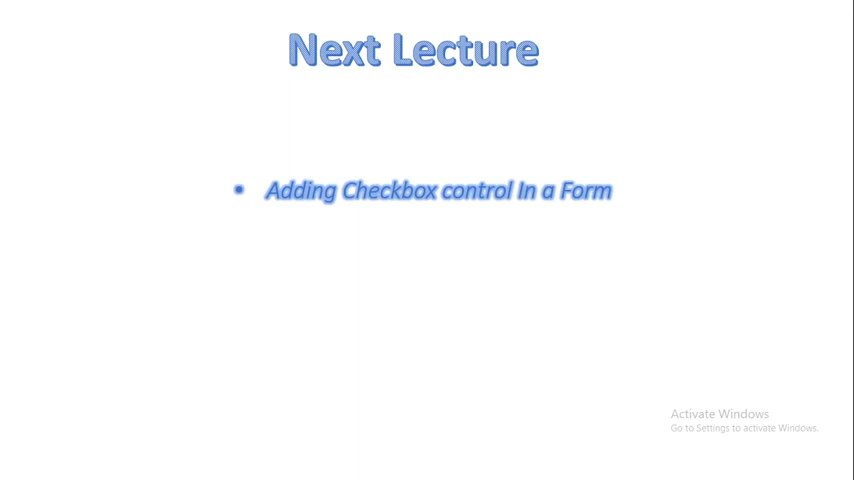 Next Lecture
• Adding Checkbox control In a Form
Activate Windows
Go to Settings to activate Windows.